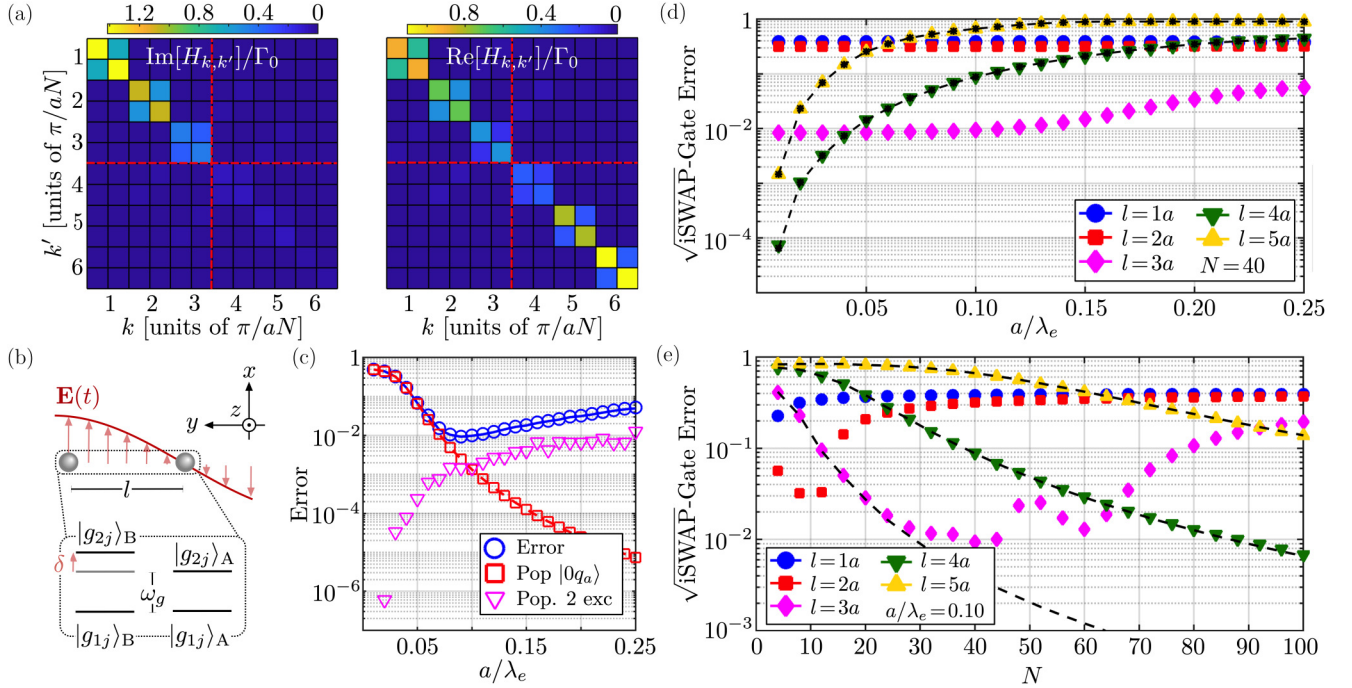 (a)
1.2 0.8 0
Im[H_{k,k'}]/Γ_0
k' [units of π/aN]
1
2
3
4
5
6
1 2 3 4 5 6
k [units of π/aN]
0.8 0
Re[H_{k,k'}]/Γ_0
1 2 3 4 5 6
k [units of π/aN]
(b)
E(t)
x
y z
l
|g_{2j}⟩_B
|g_{2j}⟩_A
δ
ω_g
|g_{1j}⟩_B |g_{1j}⟩_A
(c)
Error
1
10^{-2}
10^{-4}
10^{-6}
Error
Pop |0q_a⟩
Pop. 2 exc
0.05 0.15 0.25
a/λ_e
(d)
√iSWAP-Gate Error
1
10^{-2}
10^{-4}
l=1a l=4a
l=2a l=5a
l=3a N=40
0.05 0.10 0.15 0.20 0.25
a/λ_e
(e)
√iSWAP-Gate Error
1
10^{-1}
10^{-2}
10^{-3}
l=1a l=4a
l=2a l=5a
l=3a a/λ_e=0.10
0 10 20 30 40 50 60 70 80 90 100
N